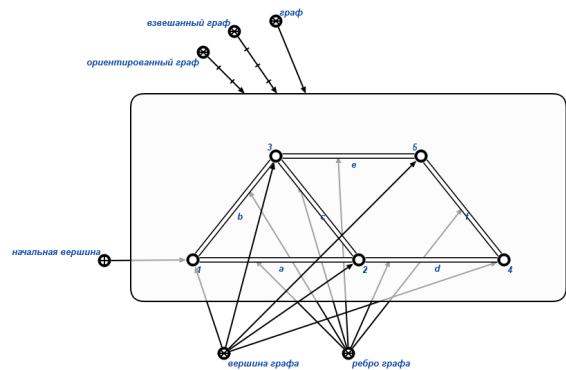 граф
взвешанный граф
ориентированный граф
3
5
e
b
c
f
начальная вершина
1
a
2
d
4
вершина графа
ребро графа